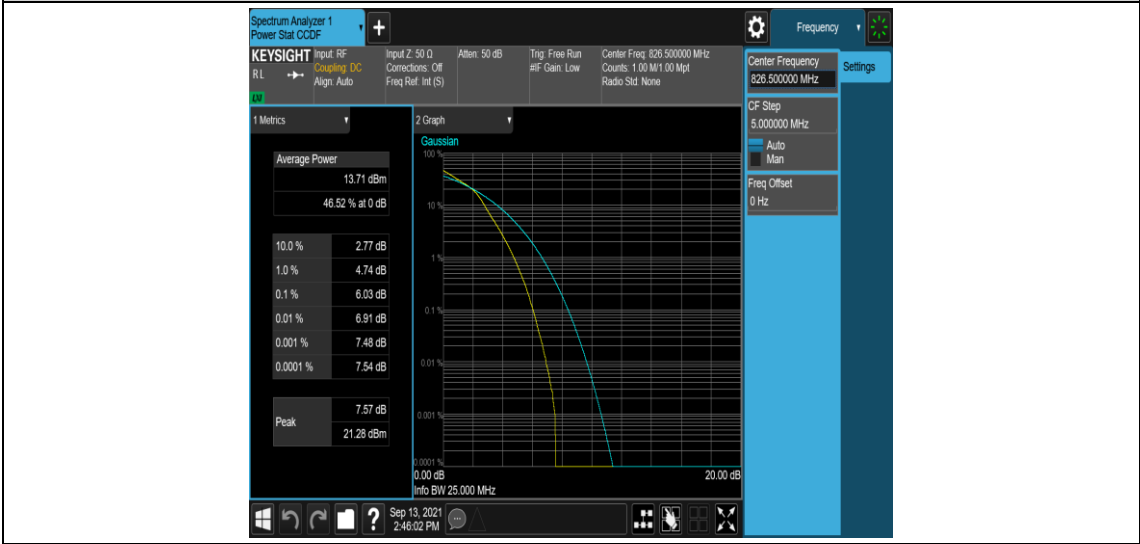 Spectrum Analyzer 1
Power Stat CCDF
+
Frequency
KEYSIGHT
Input: RF
Input Z: 50 Ω
Atten: 50 dB
Trig: Free Run
Center Freq: 826.500000 MHz
RL
Coupling: DC
Corrections: Off
#IF Gain: Low
Counts: 1.00 M/1.00 Mpt
Align: Auto
Freq Ref: Int (S)
Radio Std: None
LM
Center Frequency
826.500000 MHz
Settings
CF Step
5.000000 MHz
Auto
Man
Freq Offset
0 Hz
1 Metrics
Average Power
13.71 dBm
46.52 % at 0 dB
10.0 % 2.77 dB
1.0 % 4.74 dB
0.1 % 6.03 dB
0.01 % 6.91 dB
0.001 % 7.48 dB
0.0001 % 7.54 dB
Peak
7.57 dB
21.28 dBm
2 Graph
Gaussian
100 %
10 %
1 %
0.1 %
0.01 %
0.001 %
0.0001 %
0.00 dB
20.00 dB
Info BW 25.000 MHz
?
Sep 13, 2021
2:46:02 PM